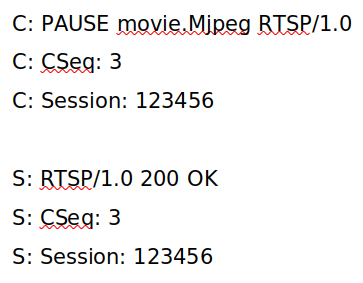 C: PAUSE movie.Mjpeg RTSP/1.0
C: CSeq: 3
C: Session: 123456
S: RTSP/1.0 200 OK
S: CSeq: 3
S: Session: 123456